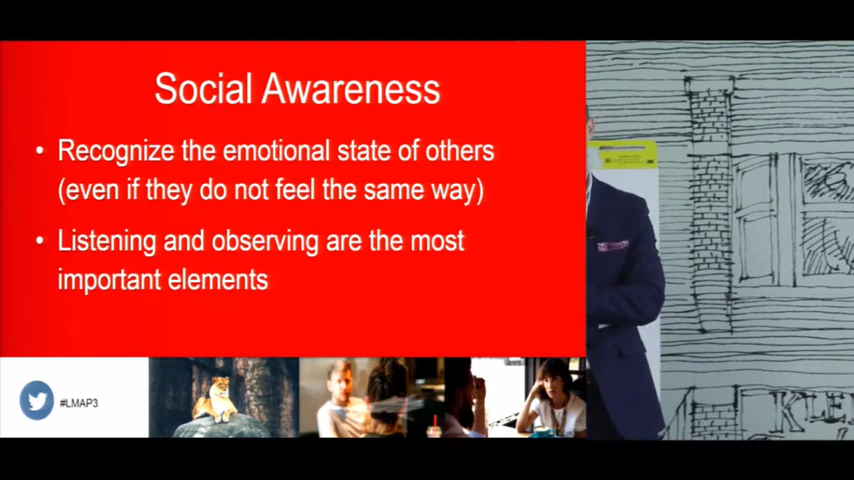 Social Awareness
• Recognize the emotional state of others
(even if they do not feel the same way)
• Listening and observing are the most
important elements
#LMAP3